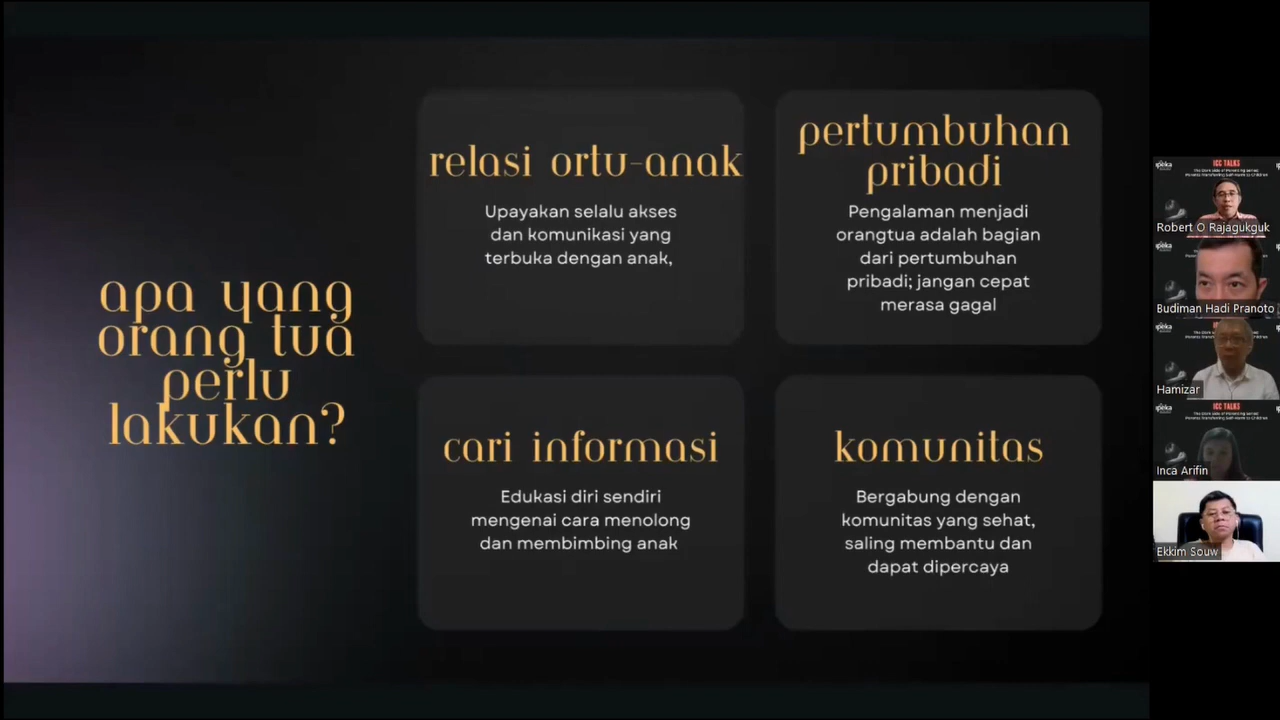 apa yang
orang tua
perlu
lakukan?
relasi ortu-anak
Upayakan selalu akses
dan komunikasi yang
terbuka dengan anak,
pertumbuhan
pribadi
Pengalaman menjadi
orangtua adalah bagian
dari pertumbuhan
pribadi; jangan cepat
merasa gagal
cari informasi
Edukasi diri sendiri
mengenai cara menolong
dan membimbing anak
komunitas
Bergabung dengan
komunitas yang sehat,
saling membantu dan
dapat dipercaya
ICC TALKS
Robert O Rajagukguk
Budiman Hadi Pranoto
Hamizar
ICC TALKS
Inca Arifin
Ekkim Souw